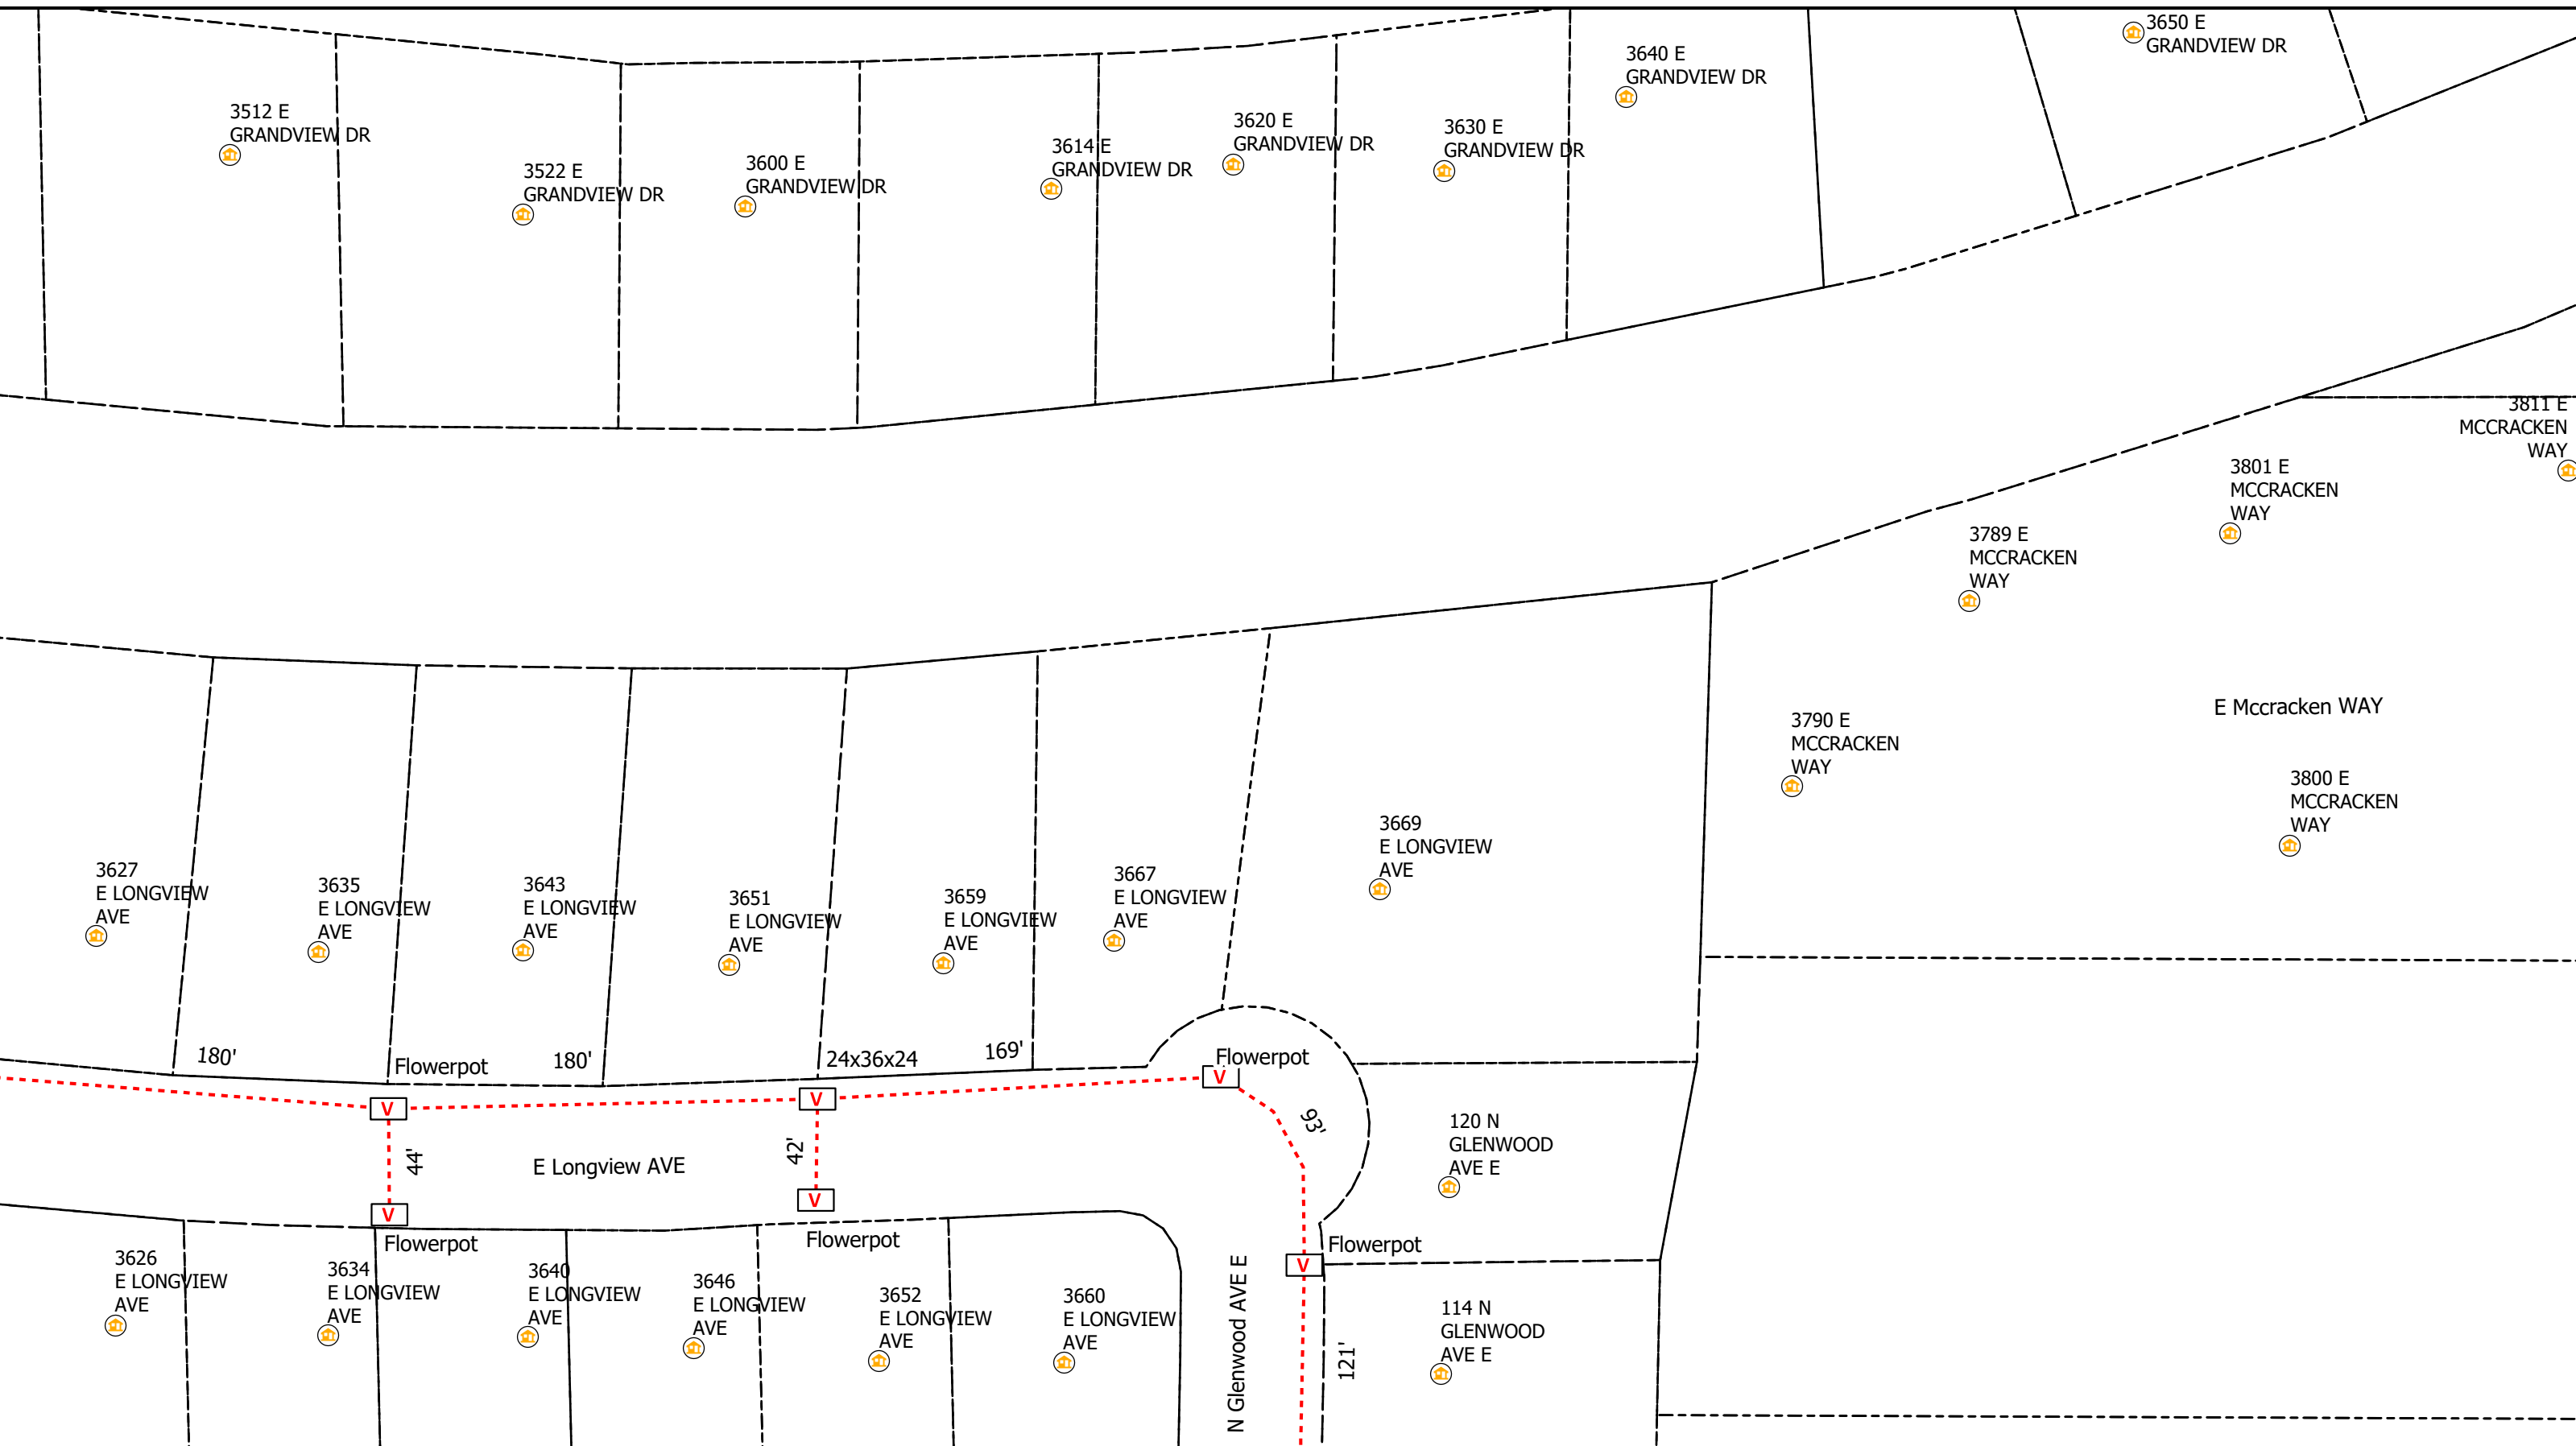 3650 E
GRANDVIEW DR
3640 E
GRANDVIEW DR
3512 E
GRANDVIEW DR
3620 E
GRANDVIEW DR
3630 E
GRANDVIEW DR
3614 E
GRANDVIEW DR
3600 E
GRANDVIEW DR
3522 E
GRANDVIEW DR
3811 E
MCCRACKEN
WAY
3801 E
MCCRACKEN
WAY
3789 E
MCCRACKEN
WAY
E Mccracken WAY
3790 E
MCCRACKEN
WAY
3800 E
MCCRACKEN
WAY
3669
E LONGVIEW
AVE
3627
E LONGVIEW
AVE
3635
E LONGVIEW
AVE
3643
E LONGVIEW
AVE
3651
E LONGVIEW
AVE
3659
E LONGVIEW
AVE
3667
E LONGVIEW
AVE
180'
Flowerpot
180'
24x36x24
169'
Flowerpot
V
V
V
93'
44'
E Longview AVE
42'
120 N
GLENWOOD
AVE E
V
V
Flowerpot
Flowerpot
Flowerpot
V
3626
E LONGVIEW
AVE
3634
E LONGVIEW
AVE
3640
E LONGVIEW
AVE
3646
E LONGVIEW
AVE
3652
E LONGVIEW
AVE
3660
E LONGVIEW
AVE
N Glenwood AVE E
121'
114 N
GLENWOOD
AVE E